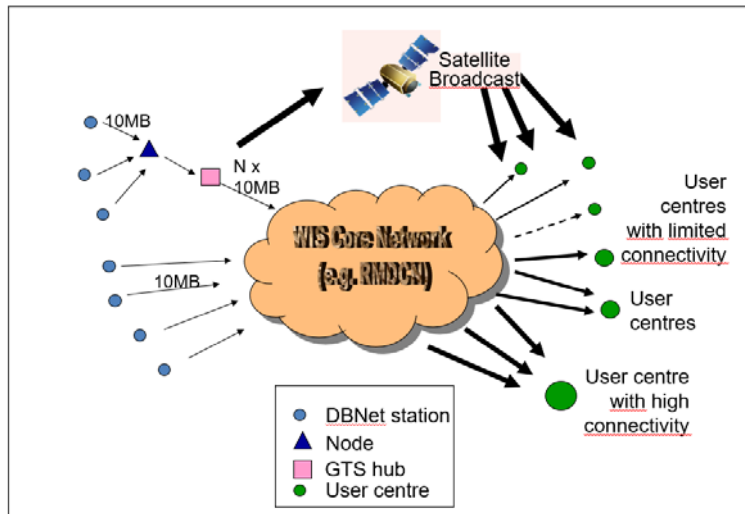 Satellite
Broadcast
10MB
N x
10MB
10MB
WIS Core Network
(e.g. RMDCN)
User
centres
with limited
connectivity
User
centres
User centre
with high
connectivity
DBNet station
Node
GTS hub
User centre